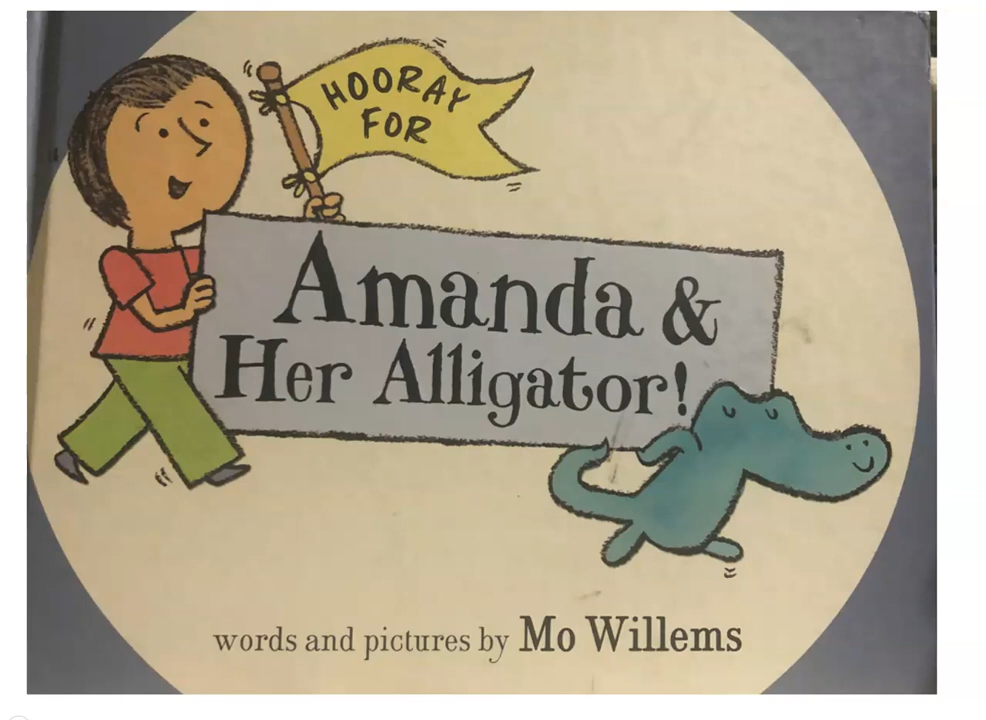 HOORAY
FOR
Amanda &
Her Alligator!
words and pictures by Mo Willems